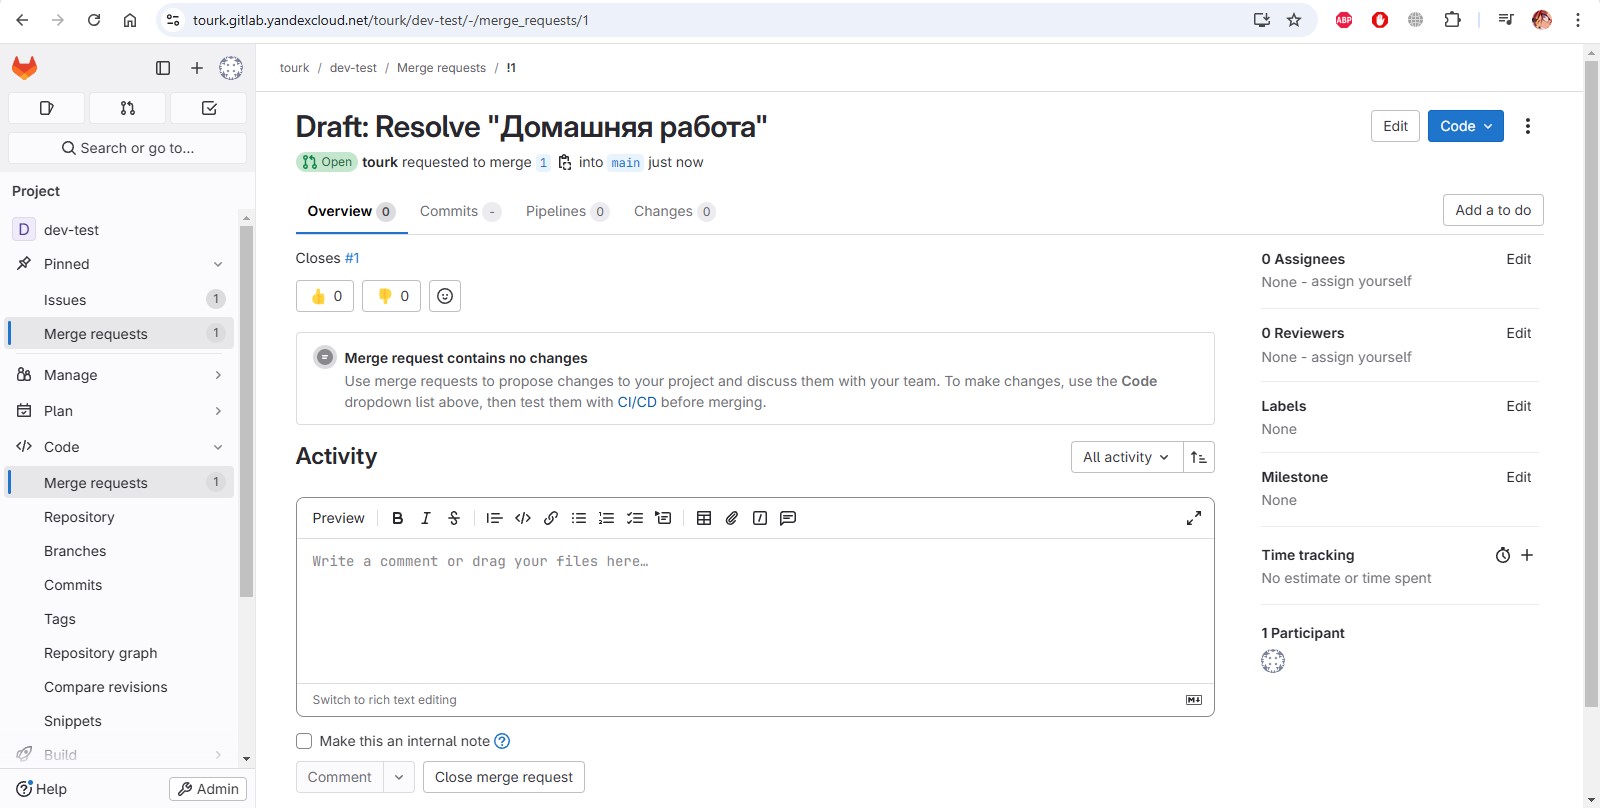 tourk.gitlab.yandexcloud.net/tourk/dev-test/-/merge_requests/1
ABP
tourk / dev-test / Merge requests / !1
Search or go to...
Project
D dev-test
Pinned
Issues 1
Merge requests 1
Manage
Plan
Code
Merge requests 1
Repository
Branches
Commits
Tags
Repository graph
Compare revisions
Snippets
Build
Help
Admin
Draft: Resolve "Домашняя работа"
Edit
Code
Open tourk requested to merge 1 into main just now
Overview 0 Commits - Pipelines 0 Changes 0
Add a to do
Closes #1
0 0
Merge request contains no changes
Use merge requests to propose changes to your project and discuss them with your team. To make changes, use the Code
dropdown list above, then test them with CI/CD before merging.
Activity
All activity
Preview B I S
Write a comment or drag your files here…
Switch to rich text editing
M
Make this an internal note ?
Comment
Close merge request
0 Assignees Edit
None - assign yourself
0 Reviewers Edit
None - assign yourself
Labels Edit
None
Milestone Edit
None
Time tracking
No estimate or time spent
1 Participant